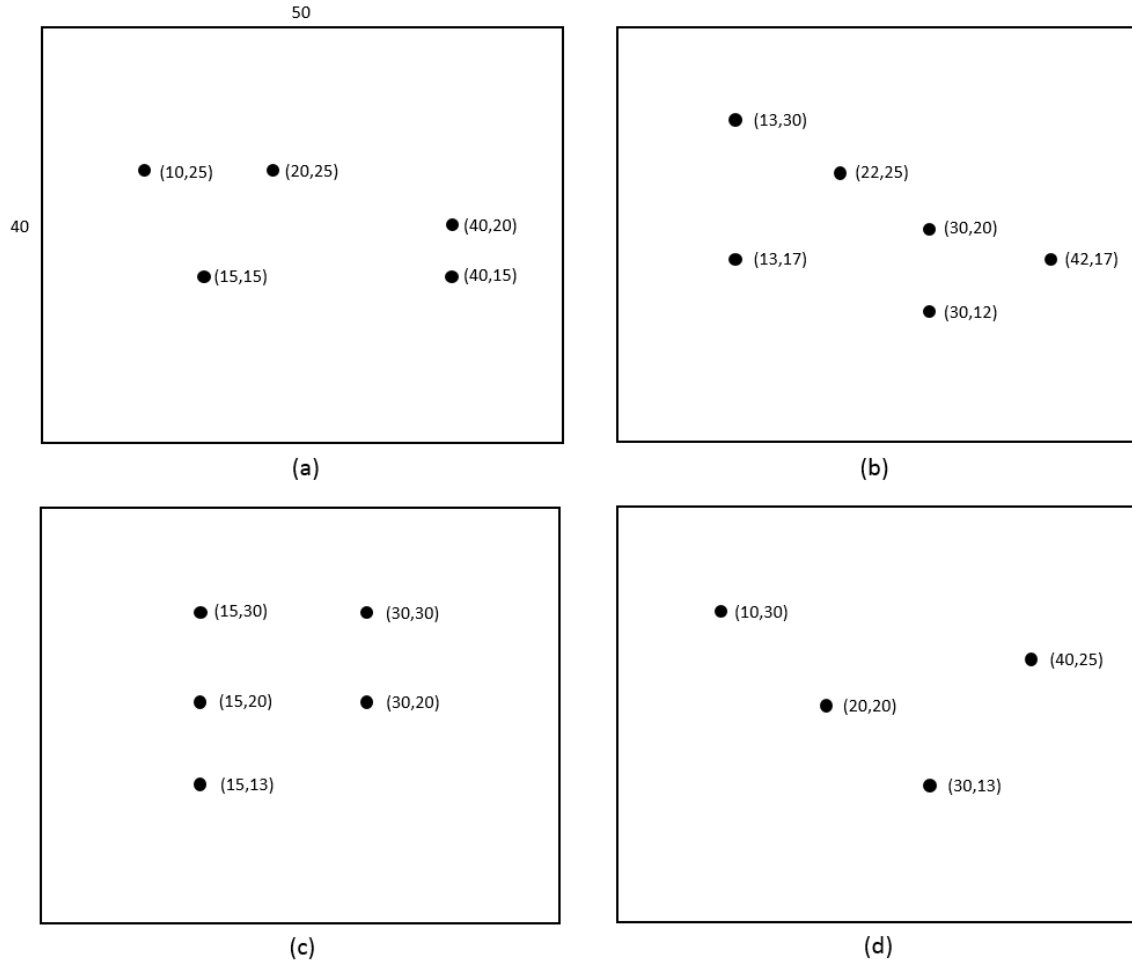 50
(13,30)
(10,25) (20,25) (22,25)
40 (40,20) (30,20)
(15,15) (40,15) (13,17) (42,17)
(30,12)
(a) (b)
(15,30) (30,30) (10,30)
(40,25)
(15,20) (30,20) (20,20)
(15,13) (30,13)
(c) (d)